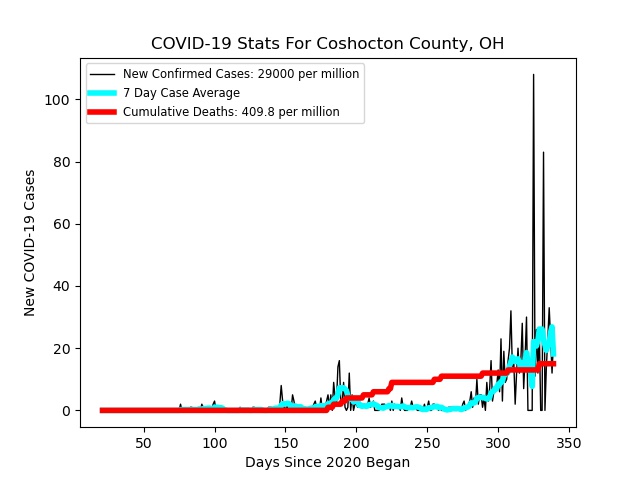 COVID-19 Stats For Coshocton County, OH
New Confirmed Cases: 29000 per million
7 Day Case Average
Cumulative Deaths: 409.8 per million
New COVID-19 Cases
100
80
60
40
20
0
50 100 150 200 250 300 350
Days Since 2020 Began